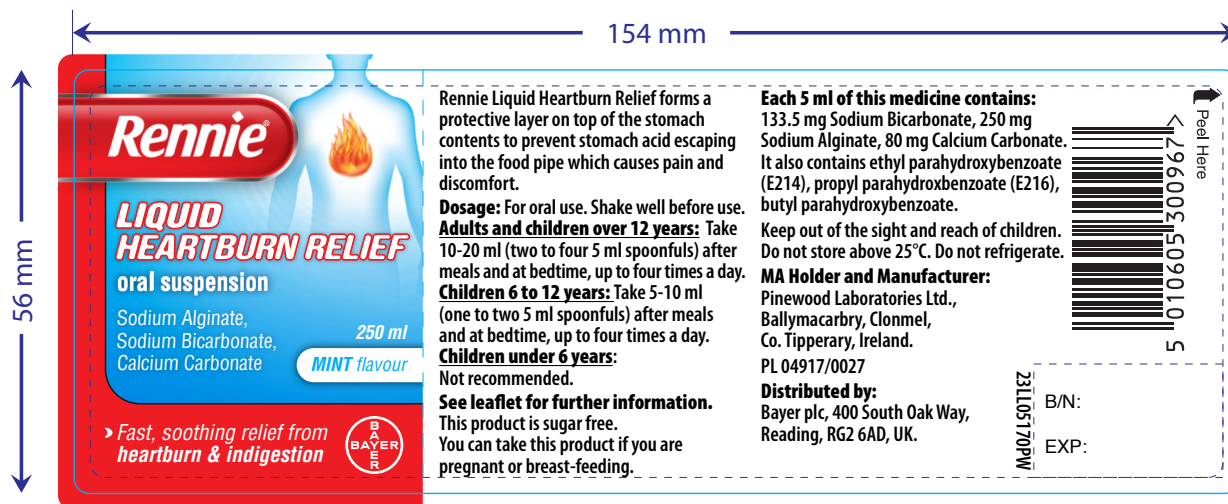 154 mm
56 mm
Rennie®
LIQUID
HEARTBURN RELIEF
oral suspension
Sodium Alginate,
Sodium Bicarbonate,
Calcium Carbonate
250 ml
MINT flavour
Fast, soothing relief from
heartburn & indigestion
BAYER
BAYER
Rennie Liquid Heartburn Relief forms a
protective layer on top of the stomach
contents to prevent stomach acid escaping
into the food pipe which causes pain and
discomfort.
Dosage: For oral use. Shake well before use.
Adults and children over 12 years: Take
10-20 ml (two to four 5 ml spoonfuls) after
meals and at bedtime, up to four times a day.
Children 6 to 12 years: Take 5-10 ml
(one to two 5 ml spoonfuls) after meals
and at bedtime, up to four times a day.
Children under 6 years:
Not recommended.
See leaflet for further information.
This product is sugar free.
You can take this product if you are
pregnant or breast-feeding.
Each 5 ml of this medicine contains:
133.5 mg Sodium Bicarbonate, 250 mg
Sodium Alginate, 80 mg Calcium Carbonate.
It also contains ethyl parahydroxybenzoate
(E214), propyl parahydroxbenzoate (E216),
butyl parahydroxybenzoate.
Keep out of the sight and reach of children.
Do not store above 25°C. Do not refrigerate.
MA Holder and Manufacturer:
Pinewood Laboratories Ltd.,
Ballymacarbry, Clonmel,
Co. Tipperary, Ireland.
PL 04917/0027
Distributed by:
Bayer plc, 400 South Oak Way,
Reading, RG2 6AD, UK.
5 010605 300967 >
Peel Here
23LL05170PW
B/N:
EXP: